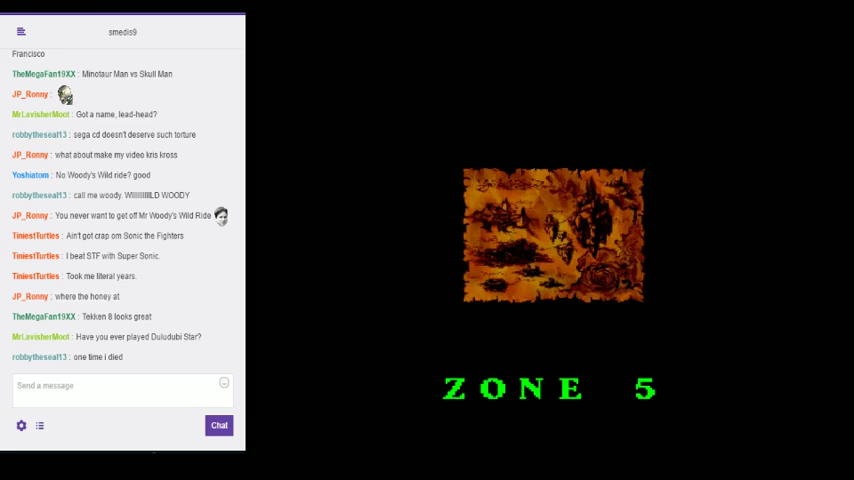 smedis9
Francisco
TheMegaFan19XX : Minotaur Man vs Skull Man
JP_Ronny :
MrLavisherMoot : Got a name, lead-head?
robbytheseal13 : sega cd doesn't deserve such torture
JP_Ronny : what about make my video kris kross
Yoshiatom : No Woody's Wild ride? good
robbytheseal13 : call me woody. WIIIIIIIIILD WOODY
JP_Ronny : You never want to get off Mr Woody's Wild Ride
TiniestTurtles : Ain't got crap om Sonic the Fighters
TiniestTurtles : I beat STF with Super Sonic.
TiniestTurtles : Took me literal years.
JP_Ronny : where the honey at
TheMegaFan19XX : Tekken 8 looks great
MrLavisherMoot : Have you ever played Duludubi Star?
robbytheseal13 : one time i died
Send a message
Chat
ZONE 5